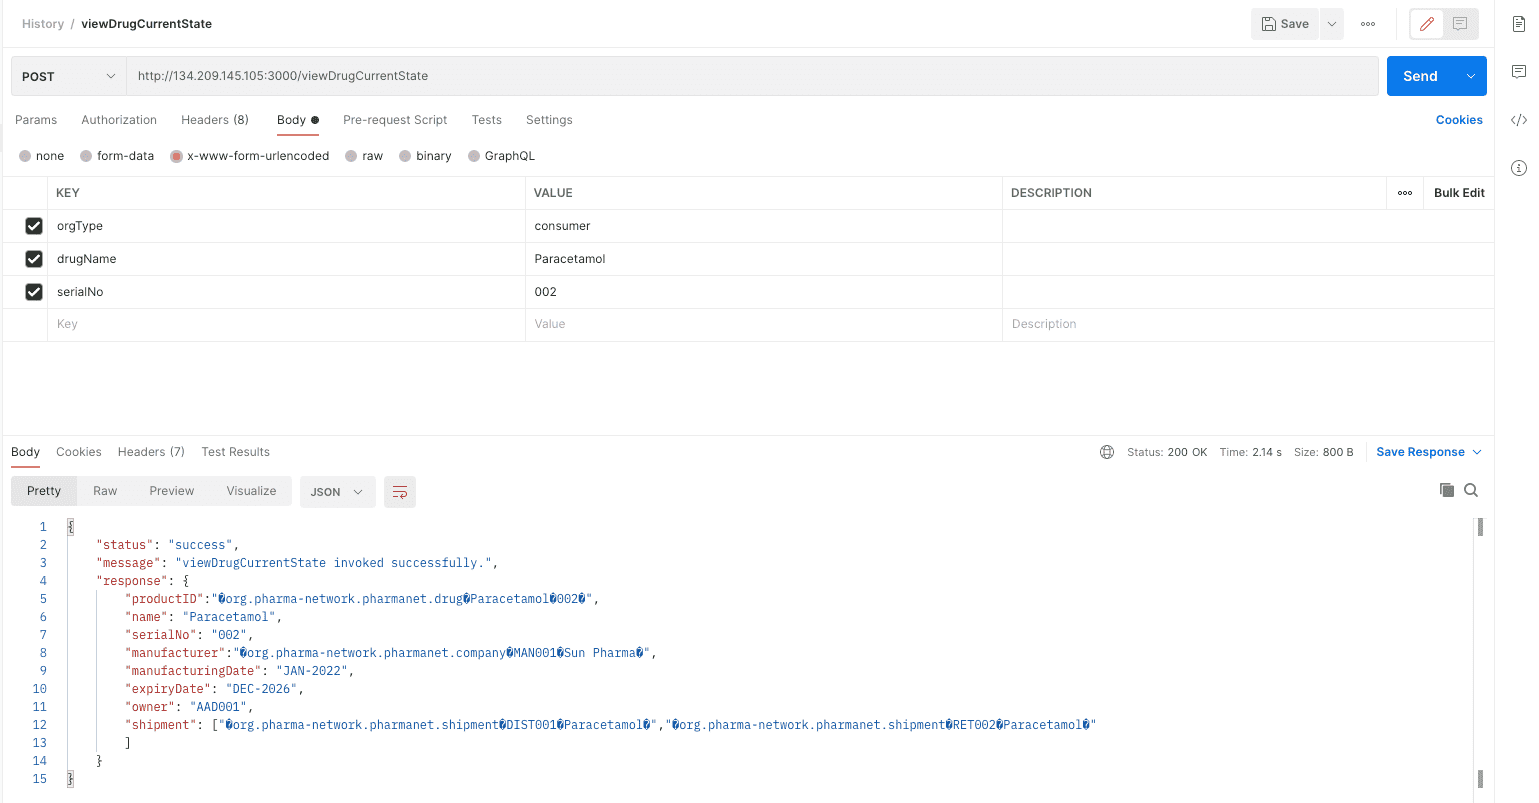 History / viewDrugCurrentState
Save
POST http://134.209.145.105:3000/viewDrugCurrentState Send
Params Authorization Headers (8) Body Pre-request Script Tests Settings Cookies
none form-data x-www-form-urlencoded raw binary GraphQL
KEY VALUE DESCRIPTION Bulk Edit
orgType consumer
drugName Paracetamol
serialNo 002
Key Value Description
Body Cookies Headers (7) Test Results Status: 200 OK Time: 2.14 s Size: 800 B Save Response
Pretty Raw Preview Visualize JSON
1 {
2 "status": "success",
3 "message": "viewDrugCurrentState invoked successfully.",
4 "response": {
5 "productID":"�org.pharma-network.pharmanet.drug�Paracetamol�002�",
6 "name": "Paracetamol",
7 "serialNo": "002",
8 "manufacturer":"�org.pharma-network.pharmanet.company�MAN001�Sun Pharma�",
9 "manufacturingDate": "JAN-2022",
10 "expiryDate": "DEC-2026",
11 "owner": "AAD001",
12 "shipment": ["�org.pharma-network.pharmanet.shipment�DIST001�Paracetamol�","�org.pharma-network.pharmanet.shipment�RET002�Paracetamol�"
13 ]
14 }
15 }